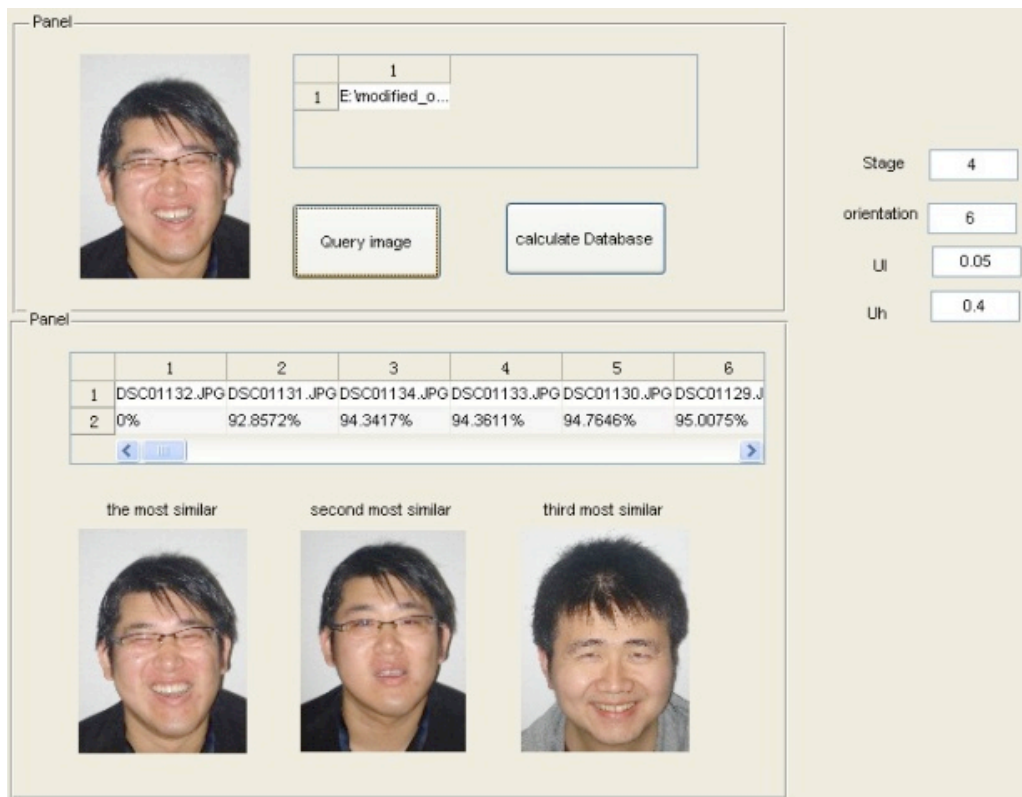 Panel
1
1 E:\modified_o...
Query image
calculate Database
Stage 4
orientation 6
Ul 0.05
Uh 0.4
Panel
1 2 3 4 5 6
1 DSC01132.JPG DSC01131.JPG DSC01134.JPG DSC01133.JPG DSC01130.JPG DSC01129.J
2 0% 92.8572% 94.3417% 94.3611% 94.7646% 95.0075%
the most similar second most similar third most similar